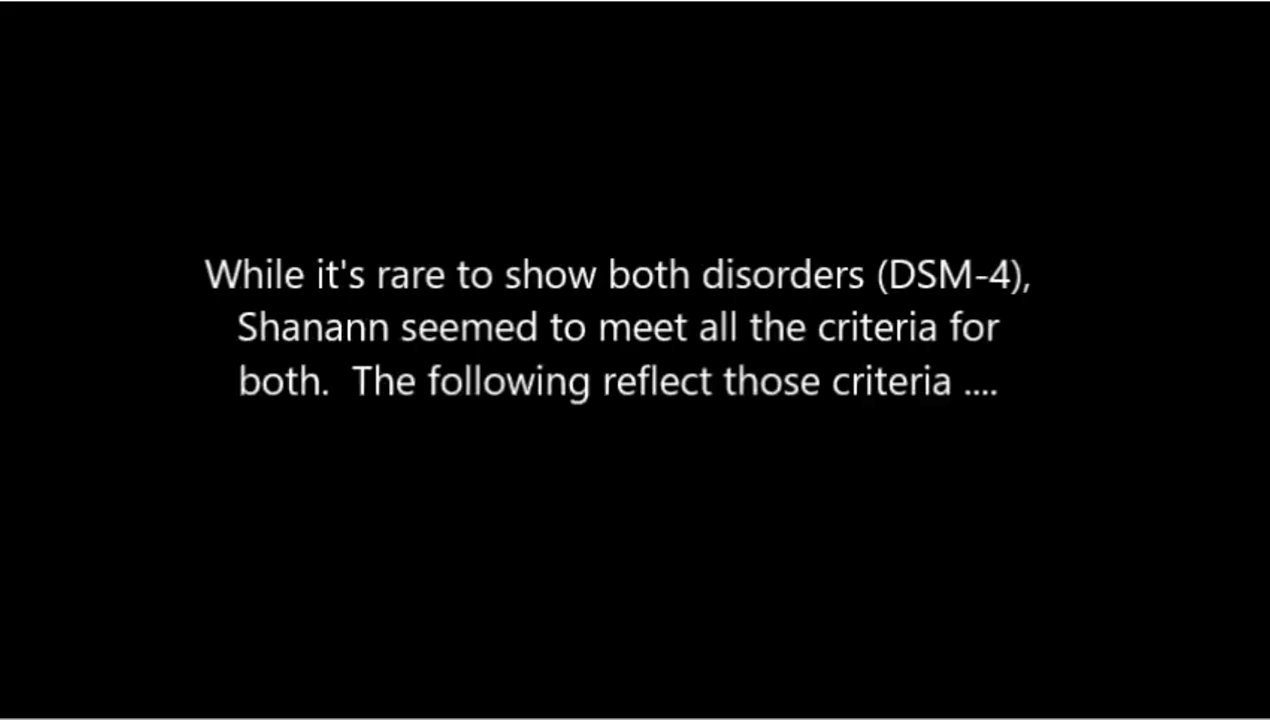 While it's rare to show both disorders (DSM-4),
Shanann seemed to meet all the criteria for
both.  The following reflect those criteria ....